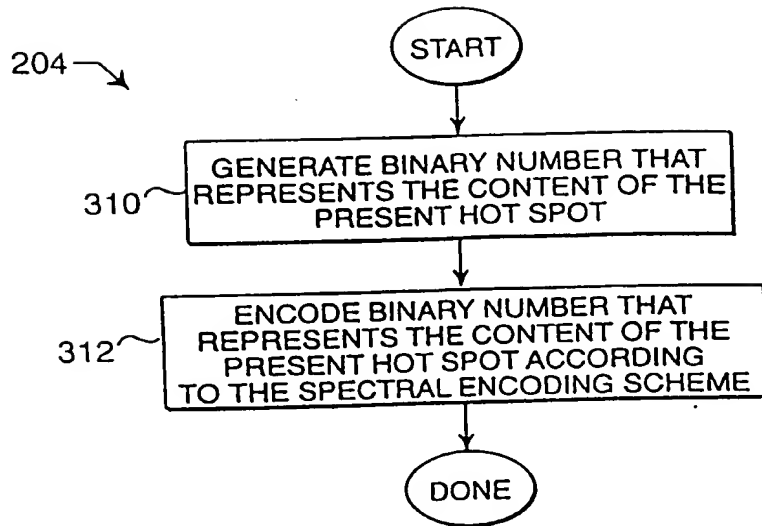 START
204
GENERATE BINARY NUMBER THAT
REPRESENTS THE CONTENT OF THE
PRESENT HOT SPOT
310
ENCODE BINARY NUMBER THAT
REPRESENTS THE CONTENT OF THE
PRESENT HOT SPOT ACCORDING
TO THE SPECTRAL ENCODING SCHEME
312
DONE